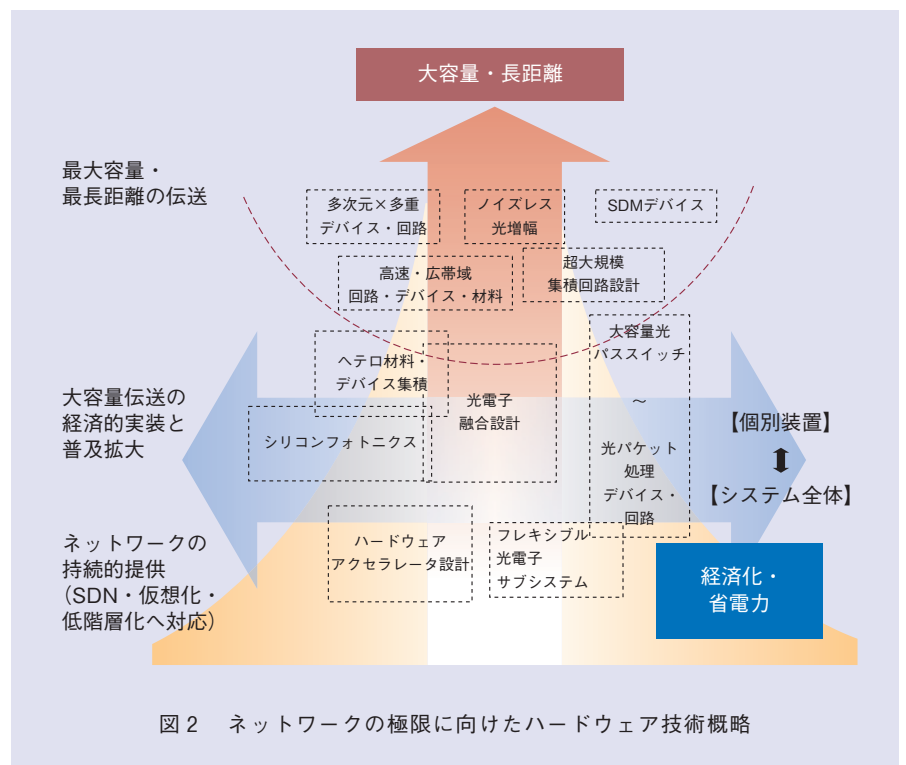 大容量・長距離
最大容量・
最長距離の伝送
多次元×多重
デバイス・回路
ノイズレス
光増幅
SDMデバイス
高速・広帯域
回路・デバイス・材料
超大規模
集積回路設計
大容量光
パススイッチ
～
光パケット
処理
デバイス・
回路
ヘテロ材料・
デバイス集積
光電子
融合設計
シリコンフォトニクス
大容量伝送の
経済的実装と
普及拡大
【個別装置】
【システム全体】
ネットワークの
持続的提供
（SDN・仮想化・
低階層化へ対応）
ハードウェア
アクセラレータ設計
フレキシブル
光電子
サブシステム
経済化・
省電力
図2　ネットワークの極限に向けたハードウェア技術概略